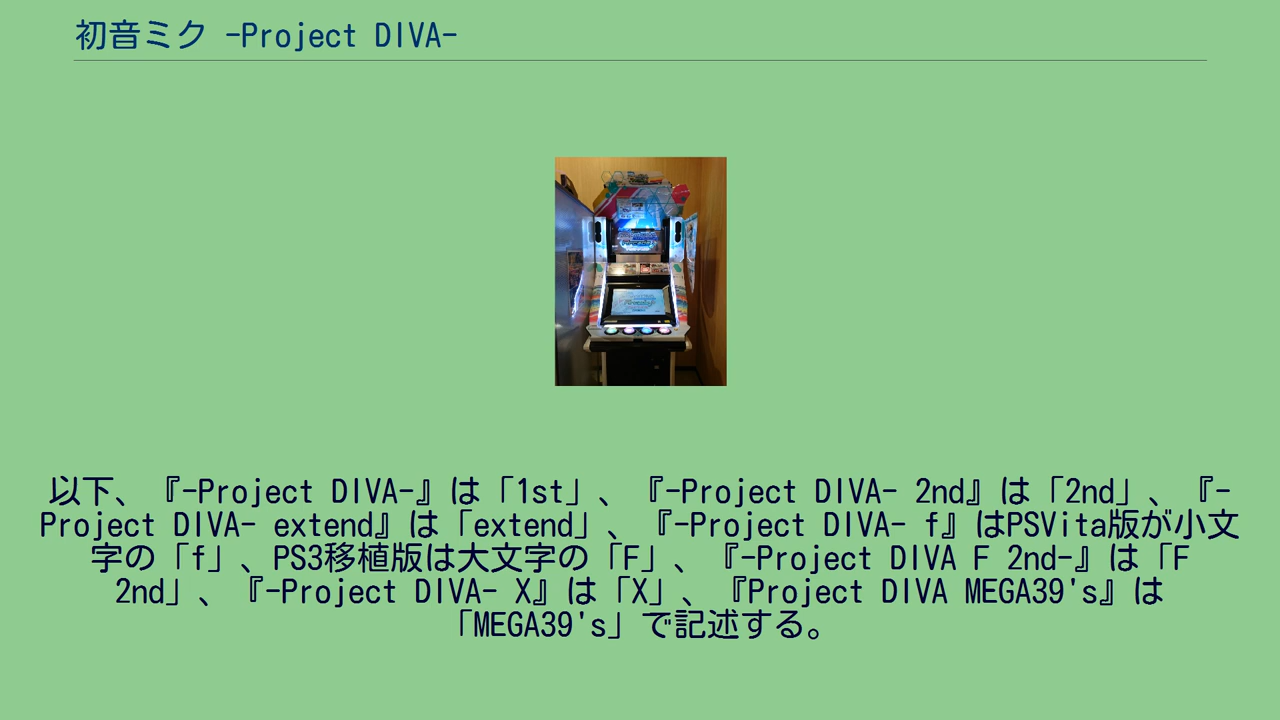 初音ミク -Project DIVA-
以下、『-Project DIVA-』は「1st」、『-Project DIVA- 2nd』は「2nd」、『-
Project DIVA- extend』は「extend」、『-Project DIVA- f』はPSVita版が小文
字の「f」、PS3移植版は大文字の「F」、『-Project DIVA F 2nd-』は「F
2nd」、『-Project DIVA- X』は「X」、『Project DIVA MEGA39's』は
「MEGA39's」で記述する。